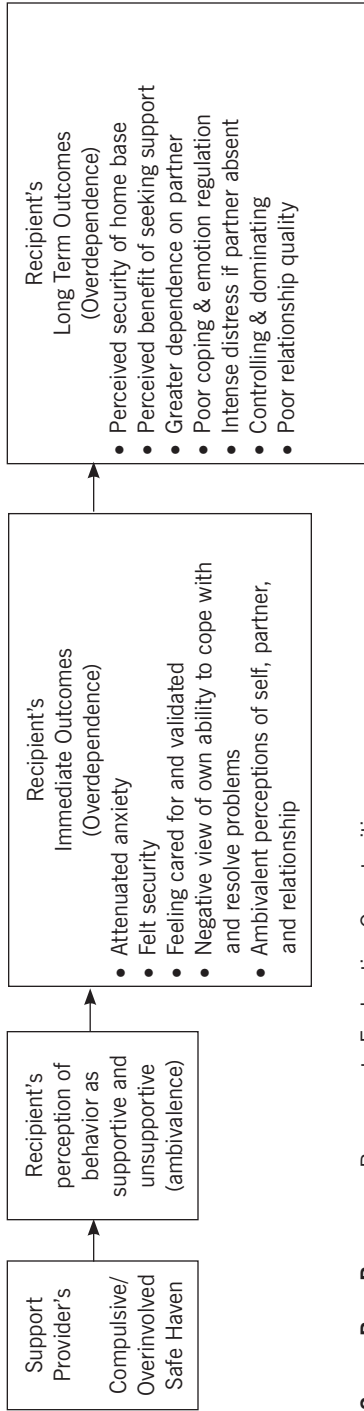 Support
Provider's
Compulsive/
Overinvolved
Safe Haven
Recipient's
perception of
behavior as
supportive and
unsupportive
(ambivalence)
Recipient's
Immediate Outcomes
(Overdependence)
• Attenuated anxiety
• Felt security
• Feeling cared for and validated
• Negative view of own ability to cope with
and resolve problems
• Ambivalent perceptions of self, partner,
and relationship
Recipient's
Long Term Outcomes
(Overdependence)
• Perceived security of home base
• Perceived benefit of seeking support
• Greater dependence on partner
• Poor coping & emotion regulation
• Intense distress if partner absent
• Controlling & dominating
• Poor relationship quality